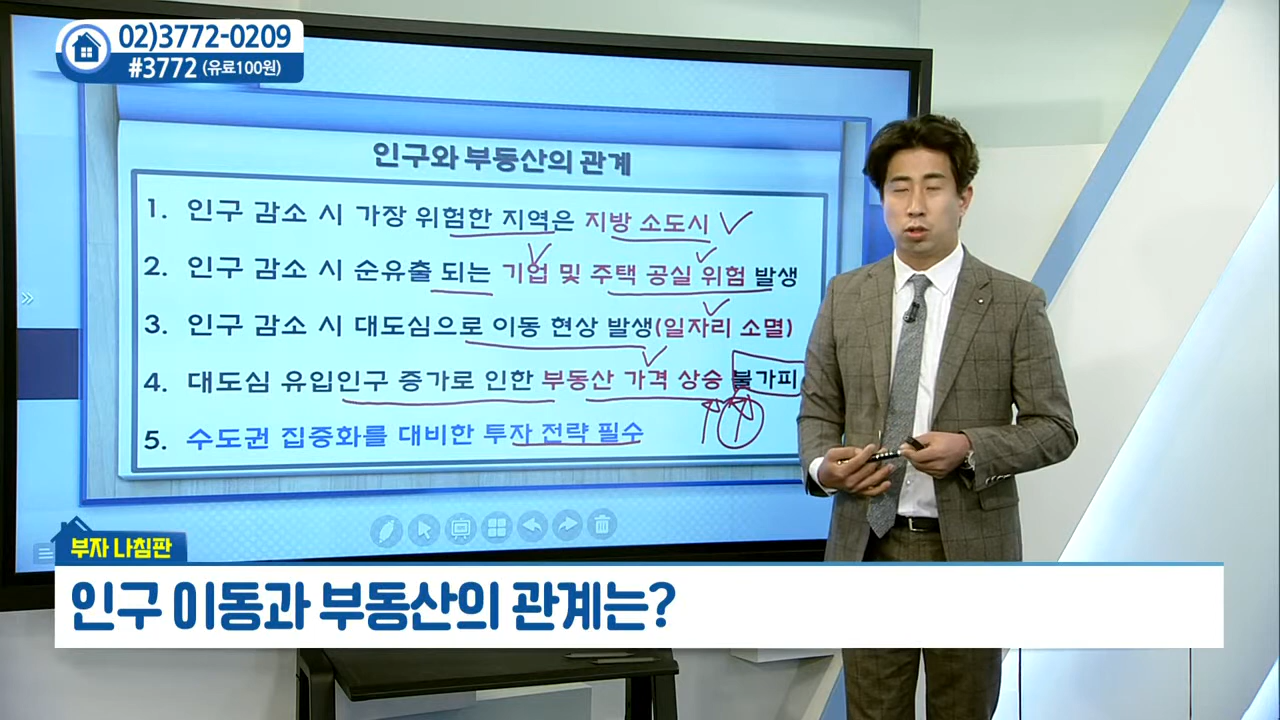 02)3772-0209
#3772 (유료100원)
인구와 부동산의 관계
1. 인구 감소 시 가장 위험한 지역은 지방 소도시
2. 인구 감소 시 순유출 되는 기업 및 주택 공실 위험 발생
3. 인구 감소 시 대도심으로 이동 현상 발생(일자리 소멸)
4. 대도심 유입인구 증가로 인한 부동산 가격 상승 불가피
5. 수도권 집중화를 대비한 투자 전략 필수
부자 나침판
인구 이동과 부동산의 관계는?